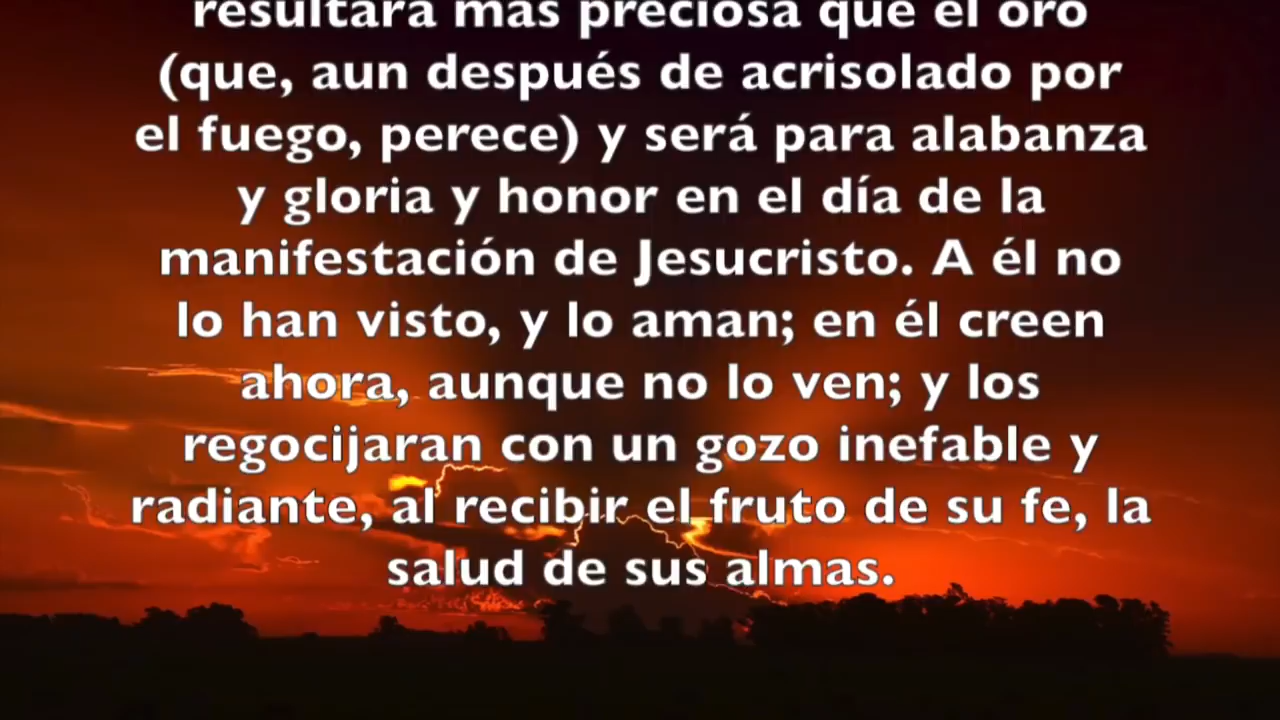 resultará más preciosa que el oro
(que, aun después de acrisolado por
el fuego, perece) y será para alabanza
y gloria y honor en el día de la
manifestación de Jesucristo. A él no
lo han visto, y lo aman; en él creen
ahora, aunque no lo ven; y los
regocijaran con un gozo inefable y
radiante, al recibir el fruto de su fe, la
salud de sus almas.